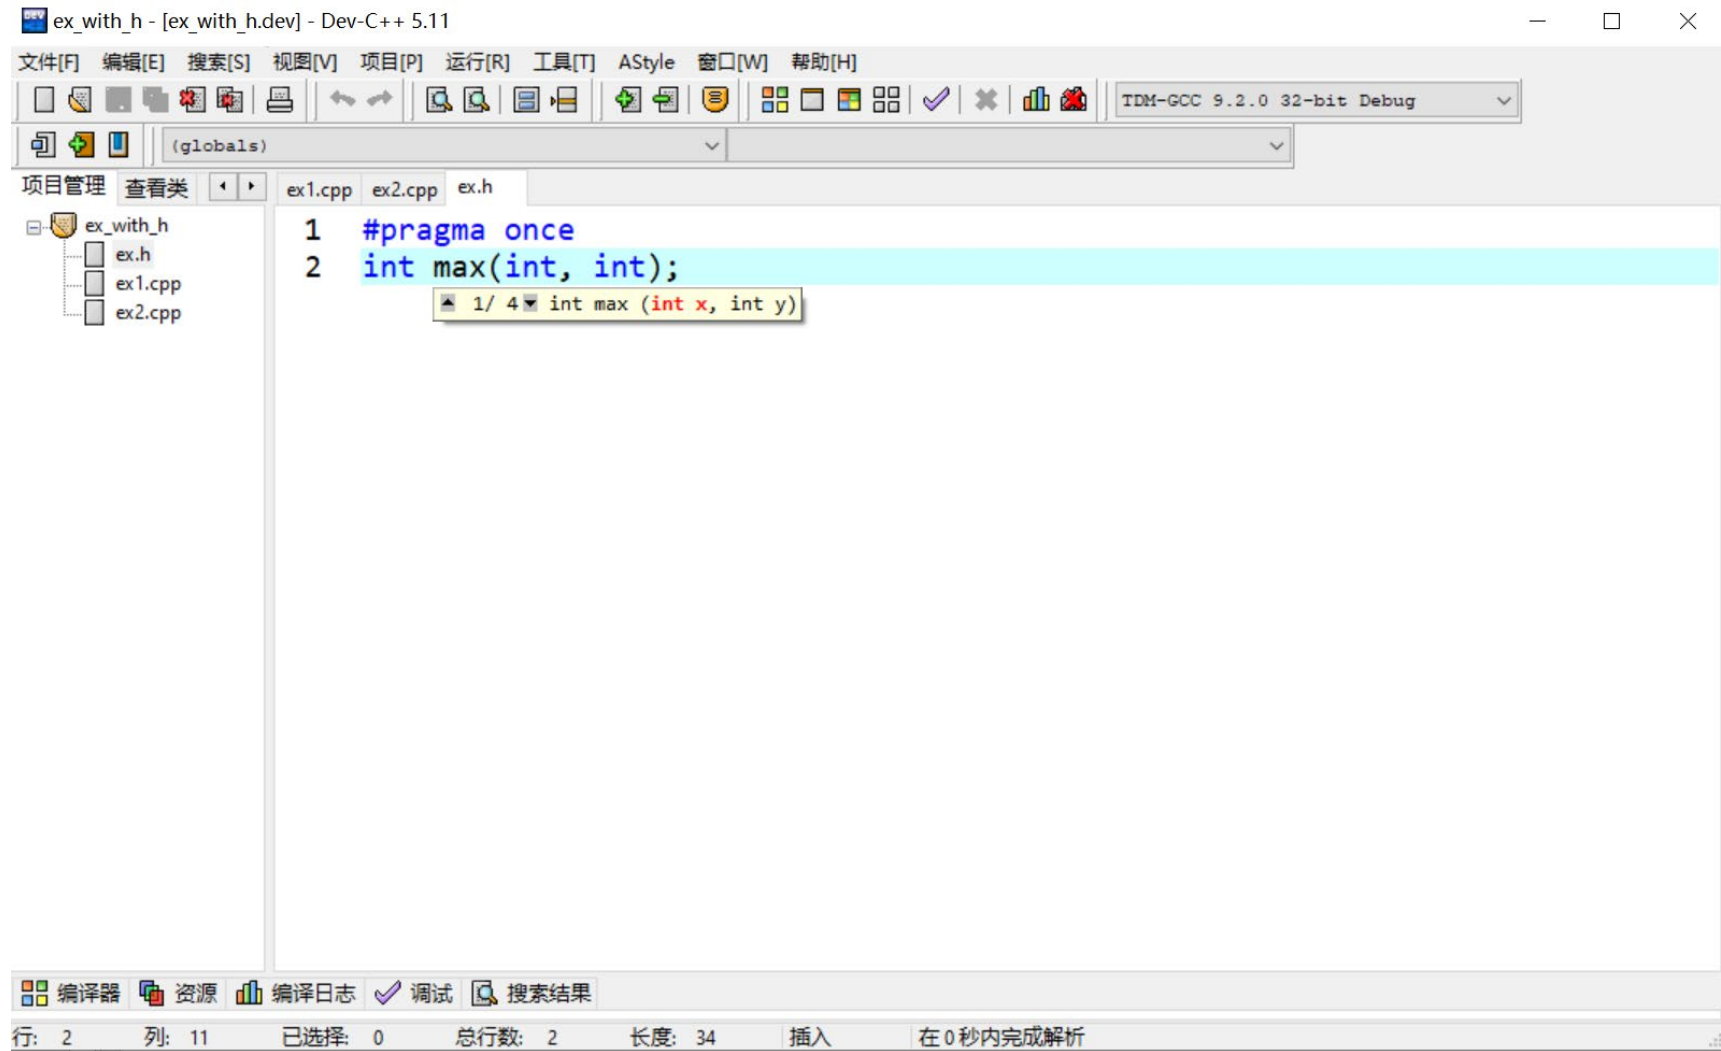 ex_with_h - [ex_with_h.dev] - Dev-C++ 5.11
文件[F] 编辑[E] 搜索[S] 视图[V] 项目[P] 运行[R] 工具[T] AStyle 窗口[W] 帮助[H]
TDM-GCC 9.2.0 32-bit Debug
(globals)
项目管理 查看类 ex1.cpp ex2.cpp ex.h
ex_with_h
ex.h
ex1.cpp
ex2.cpp
1 #pragma once
2 int max(int, int);
1/ 4 int max (int x, int y)
编译器 资源 编译日志 调试 搜索结果
行: 2 列: 11 已选择: 0 总行数: 2 长度: 34 插入 在 0 秒内完成解析